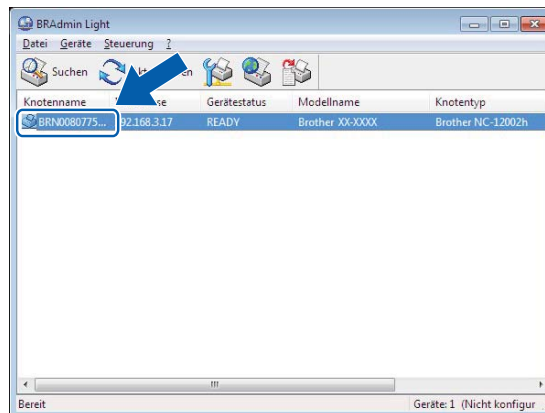 BRAdmin Light
Datei Geräte Steuerung ?
Suchen
Knotenname Gerätestatus Modellname Knotentyp
BRN0080775... 92.168.3.17 READY Brother XX-XXXX Brother NC-12002h
Bereit Geräte: 1 (Nicht konfigur